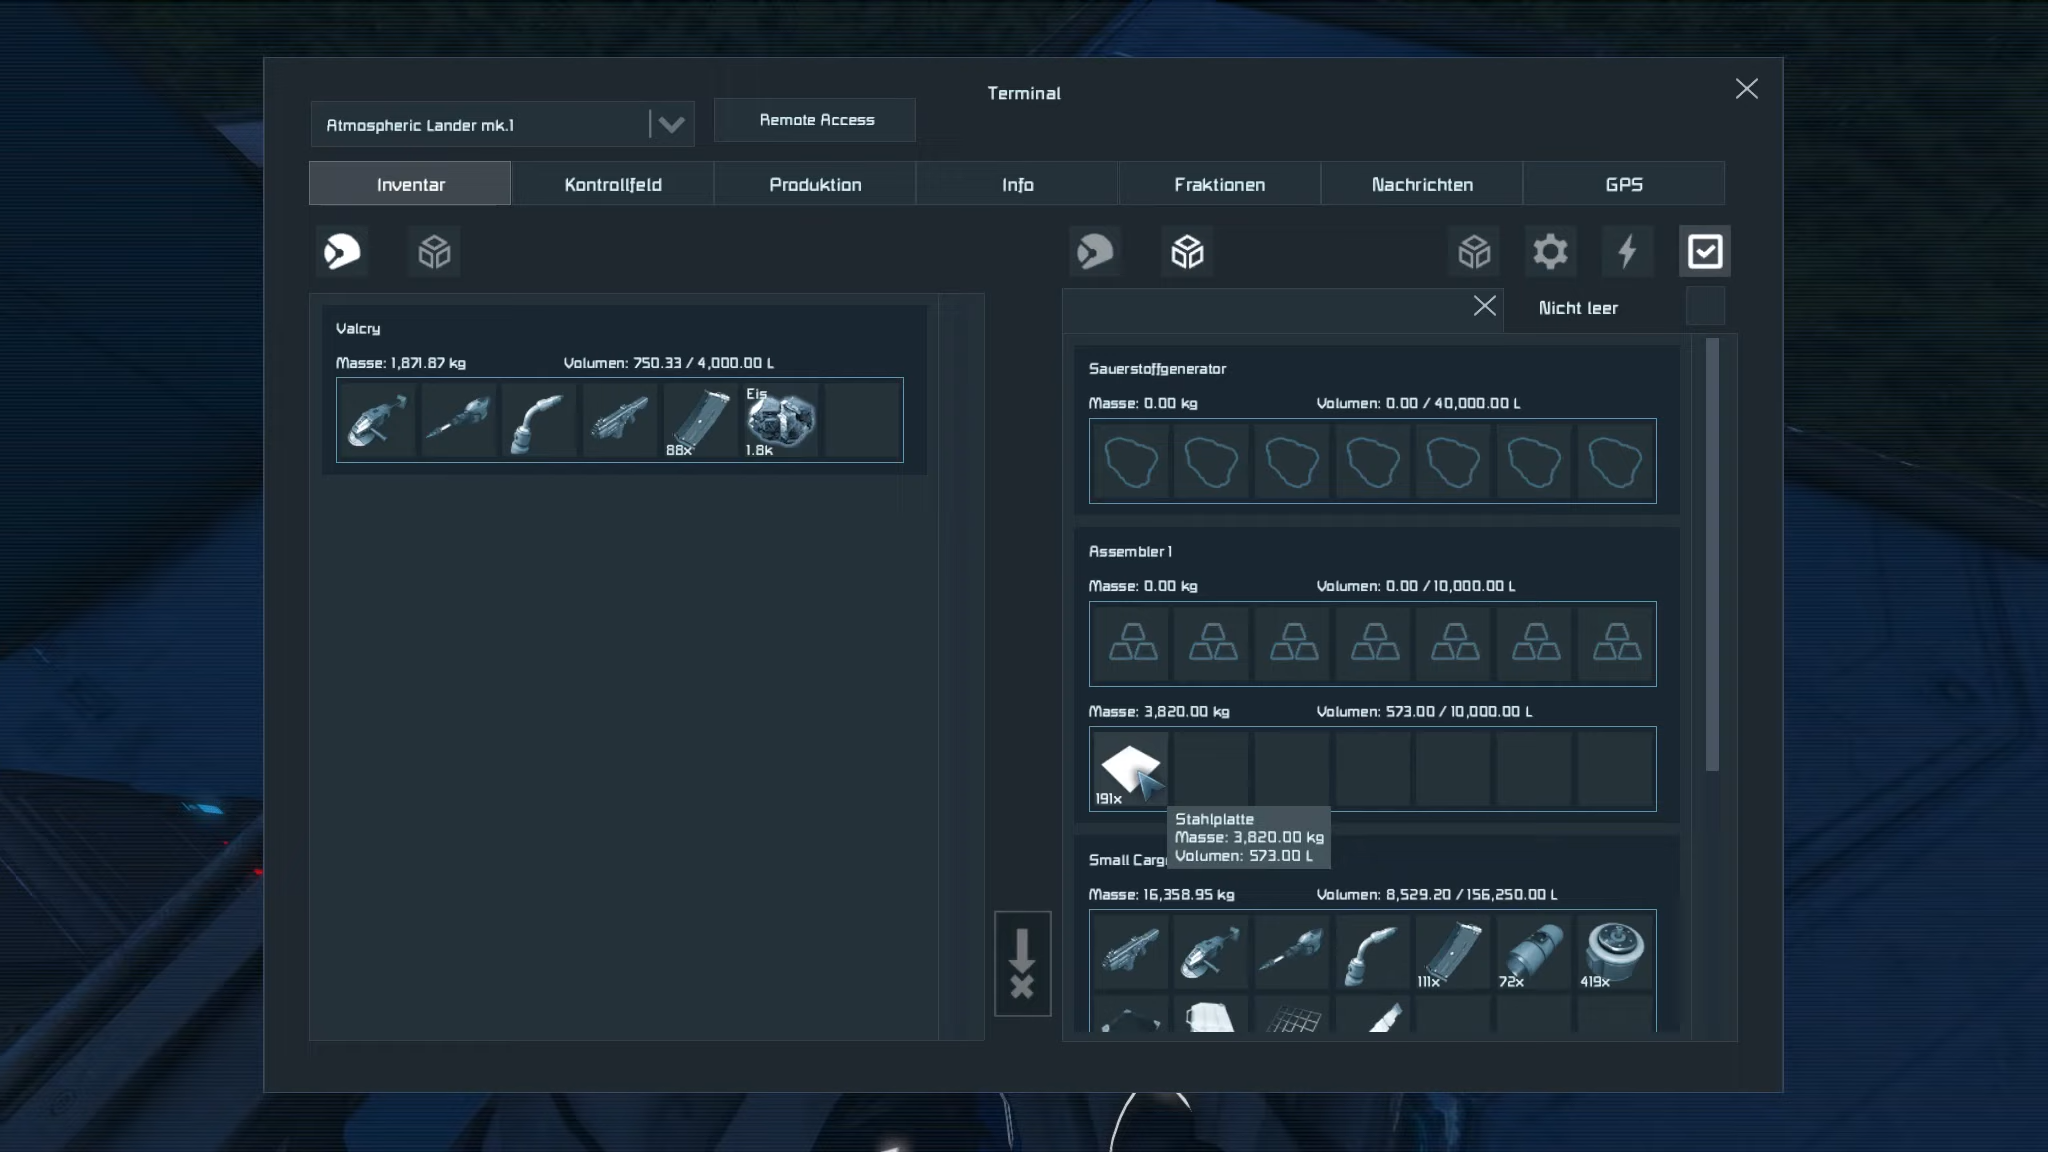 Terminal
Atmospheric Lander mk.1
Remote Access
Inventar
Kontrollfeld
Produktion
Info
Fraktionen
Nachrichten
GPS
Valcry
Masse: 1,871.87 kg
Volumen: 750.33 / 4,000.00 L
88x
Eis
1.8k
Nicht leer
Sauerstoffgenerator
Masse: 0.00 kg
Volumen: 0.00 / 40,000.00 L
Assembler 1
Masse: 0.00 kg
Volumen: 0.00 / 10,000.00 L
Masse: 3,820.00 kg
Volumen: 573.00 / 10,000.00 L
191x
Stahlplatte
Masse: 3,820.00 kg
Volumen: 573.00 L
Small
Masse: 16,358.95 kg
Volumen: 8,529.20 / 156,250.00 L
111x
72x
419x